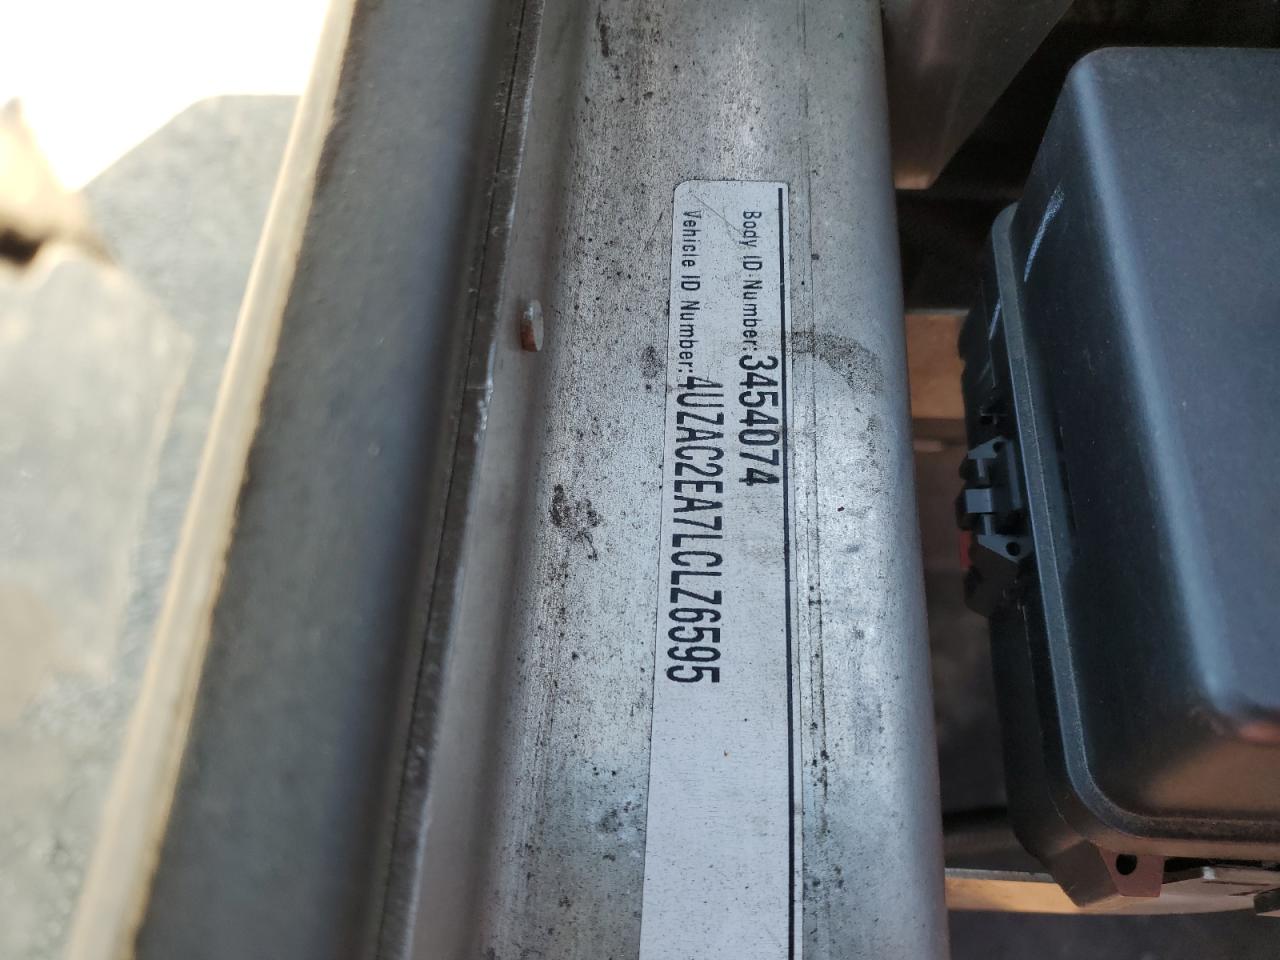 Body ID Number:3454074
Vehicle ID Number:4UZAC2EA7LCLZ6595